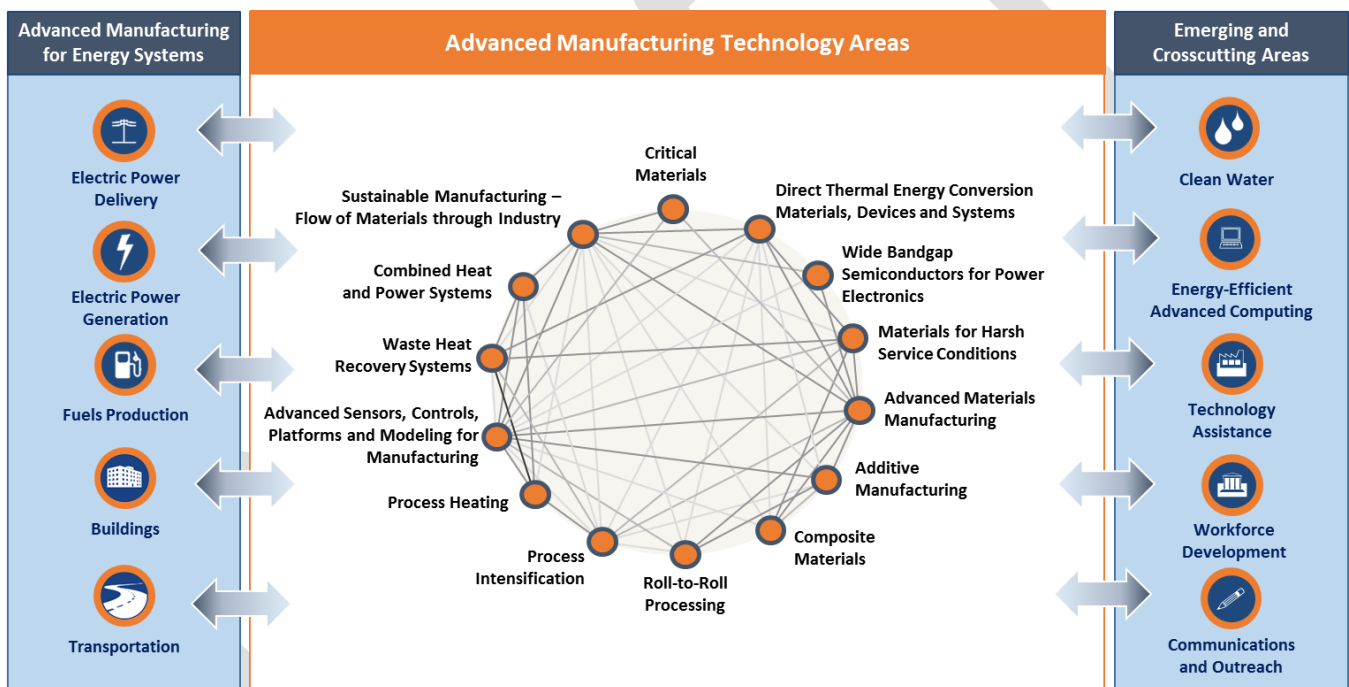 Advanced Manufacturing
for Energy Systems
Electric Power
Delivery
Electric Power
Generation
Fuels Production
Buildings
Transportation
Advanced Manufacturing Technology Areas
Critical
Materials
Direct Thermal Energy Conversion
Materials, Devices and Systems
Wide Bandgap
Semiconductors for Power
Electronics
Materials for Harsh
Service Conditions
Advanced Materials
Manufacturing
Additive
Manufacturing
Composite
Materials
Roll-to-Roll
Processing
Process
Intensification
Process Heating
Advanced Sensors, Controls,
Platforms and Modeling for
Manufacturing
Waste Heat
Recovery Systems
Combined Heat
and Power Systems
Sustainable Manufacturing –
Flow of Materials through Industry
Emerging and
Crosscutting Areas
Clean Water
Energy-Efficient
Advanced Computing
Technology
Assistance
Workforce
Development
Communications
and Outreach